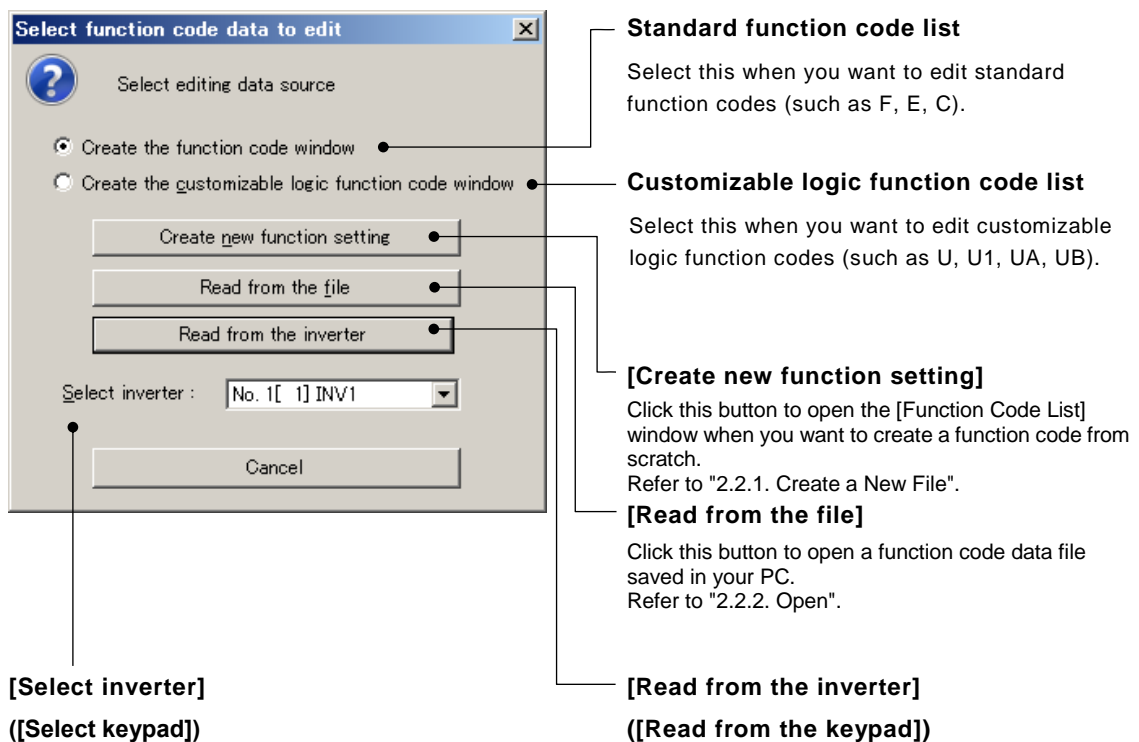 Select function code data to edit
Select editing data source
Create the function code window
Create the customizable logic function code window
Create new function setting
Read from the file
Read from the inverter
Select inverter :
No. 1[ 1] INV1
Cancel
Standard function code list
Select this when you want to edit standard
function codes (such as F, E, C).
Customizable logic function code list
Select this when you want to edit customizable
logic function codes (such as U, U1, UA, UB).
[Create new function setting]
Click this button to open the [Function Code List]
window when you want to create a function code from
scratch.
Refer to "2.2.1. Create a New File".
[Read from the file]
Click this button to open a function code data file
saved in your PC.
Refer to "2.2.2. Open".
[Select inverter]
([Select keypad])
[Read from the inverter]
([Read from the keypad])